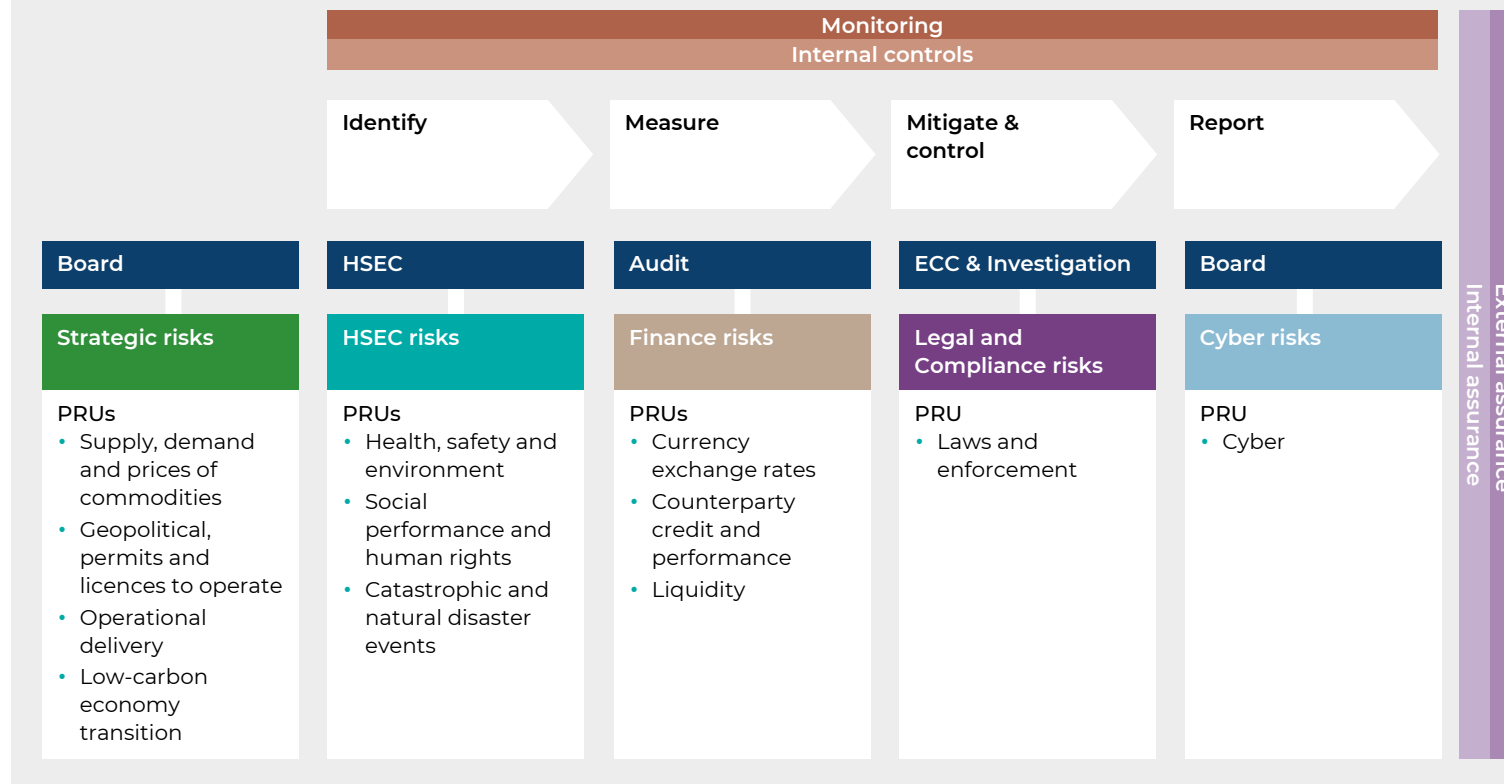 Monitoring
Internal controls
Identify
Measure
Mitigate &
control
Report
Board
HSEC
Audit
ECC & Investigation
Board
Strategic risks
HSEC risks
Finance risks
Legal and
Compliance risks
Cyber risks
PRUs
• Supply, demand
and prices of
commodities
• Geopolitical,
permits and
licences to operate
• Operational
delivery
• Low-carbon
economy
transition
PRUs
• Health, safety and
environment
• Social
performance and
human rights
• Catastrophic and
natural disaster
events
PRUs
• Currency
exchange rates
• Counterparty
credit and
performance
• Liquidity
PRU
• Laws and
enforcement
PRU
• Cyber
Internal assurance
External assurance